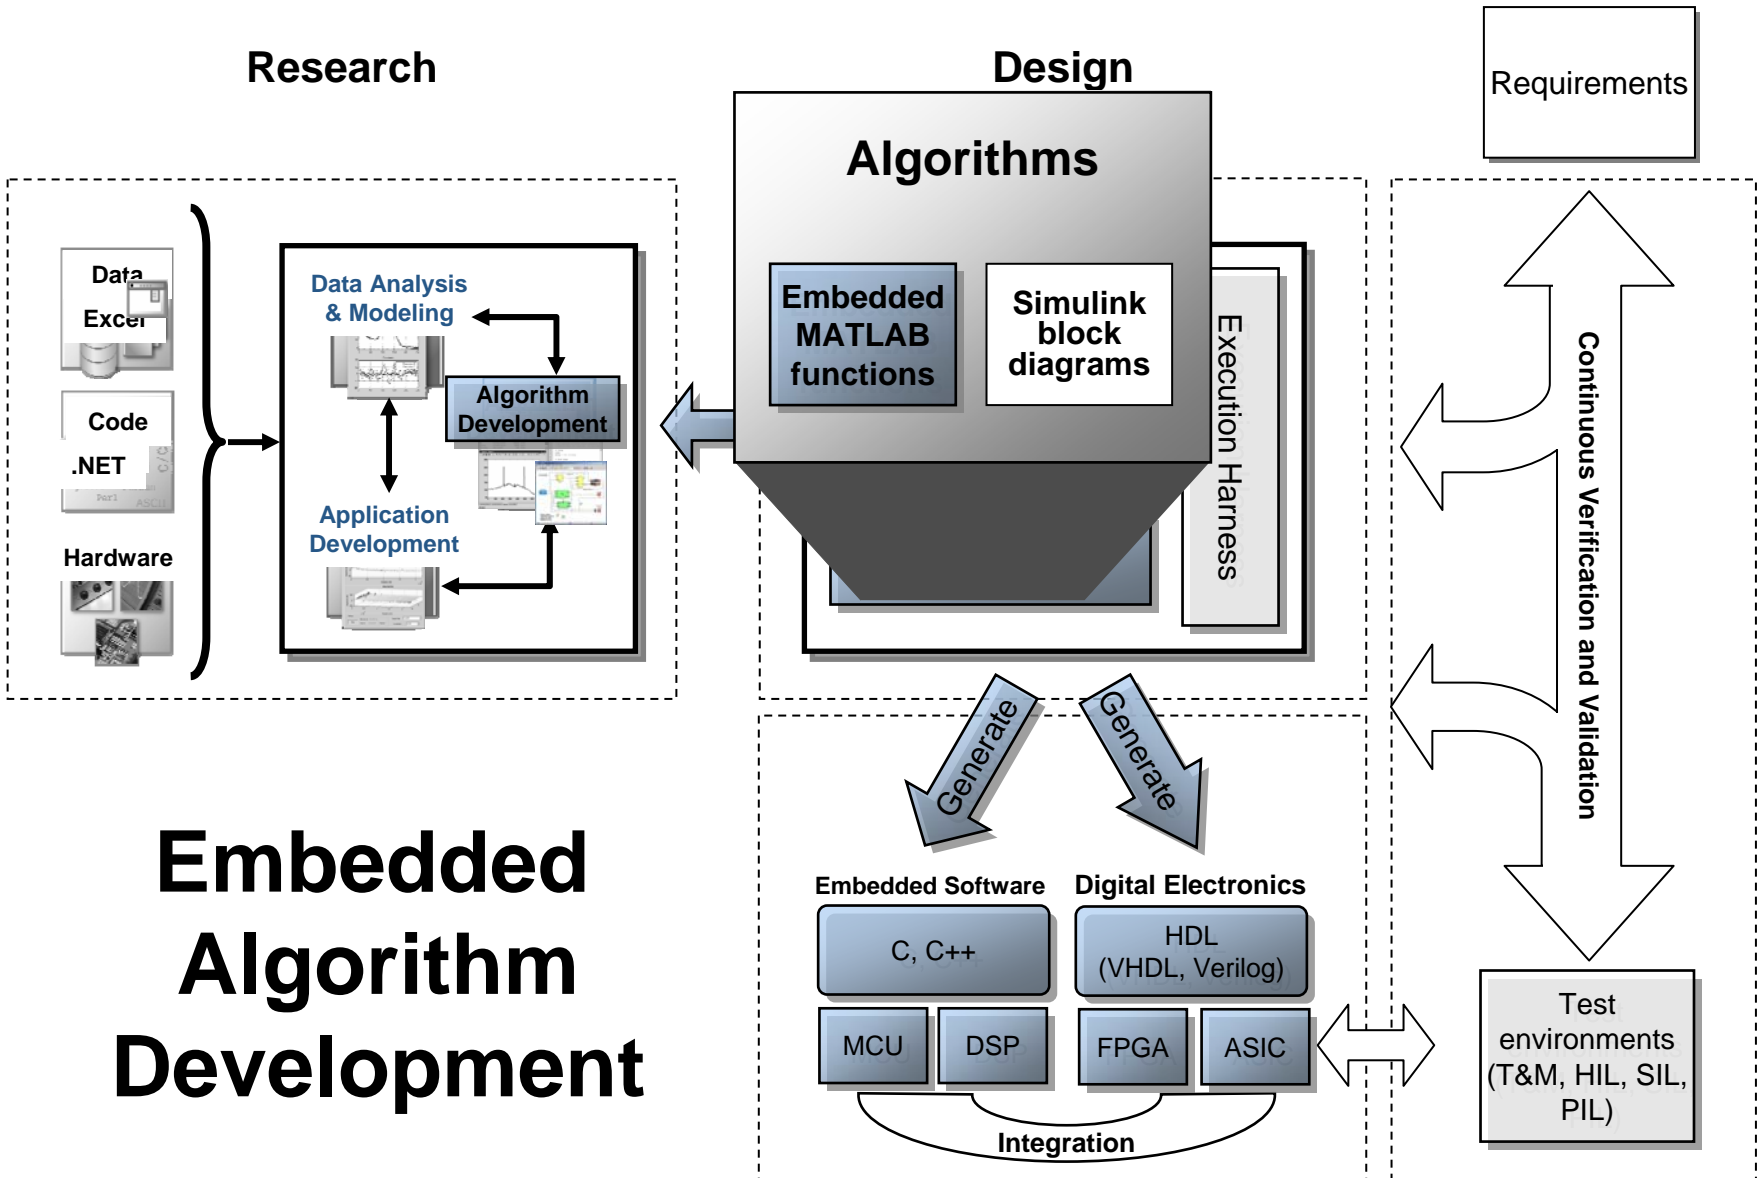 Research
Design
Requirements
Algorithms
Data
Excel
Code
.NET
C/C
Perl
ASCII
Hardware
Data Analysis
& Modeling
Algorithm
Development
Application
Development
Embedded
MATLAB
functions
Simulink
block
diagrams
Execution Harness
Continuous Verification and Validation
Generate
Generate
Embedded
Algorithm
Development
Embedded Software
Digital Electronics
C, C++
HDL
(VHDL, Verilog)
MCU
DSP
FPGA
ASIC
Integration
Test
environments
(T&M, HIL, SIL,
PIL)